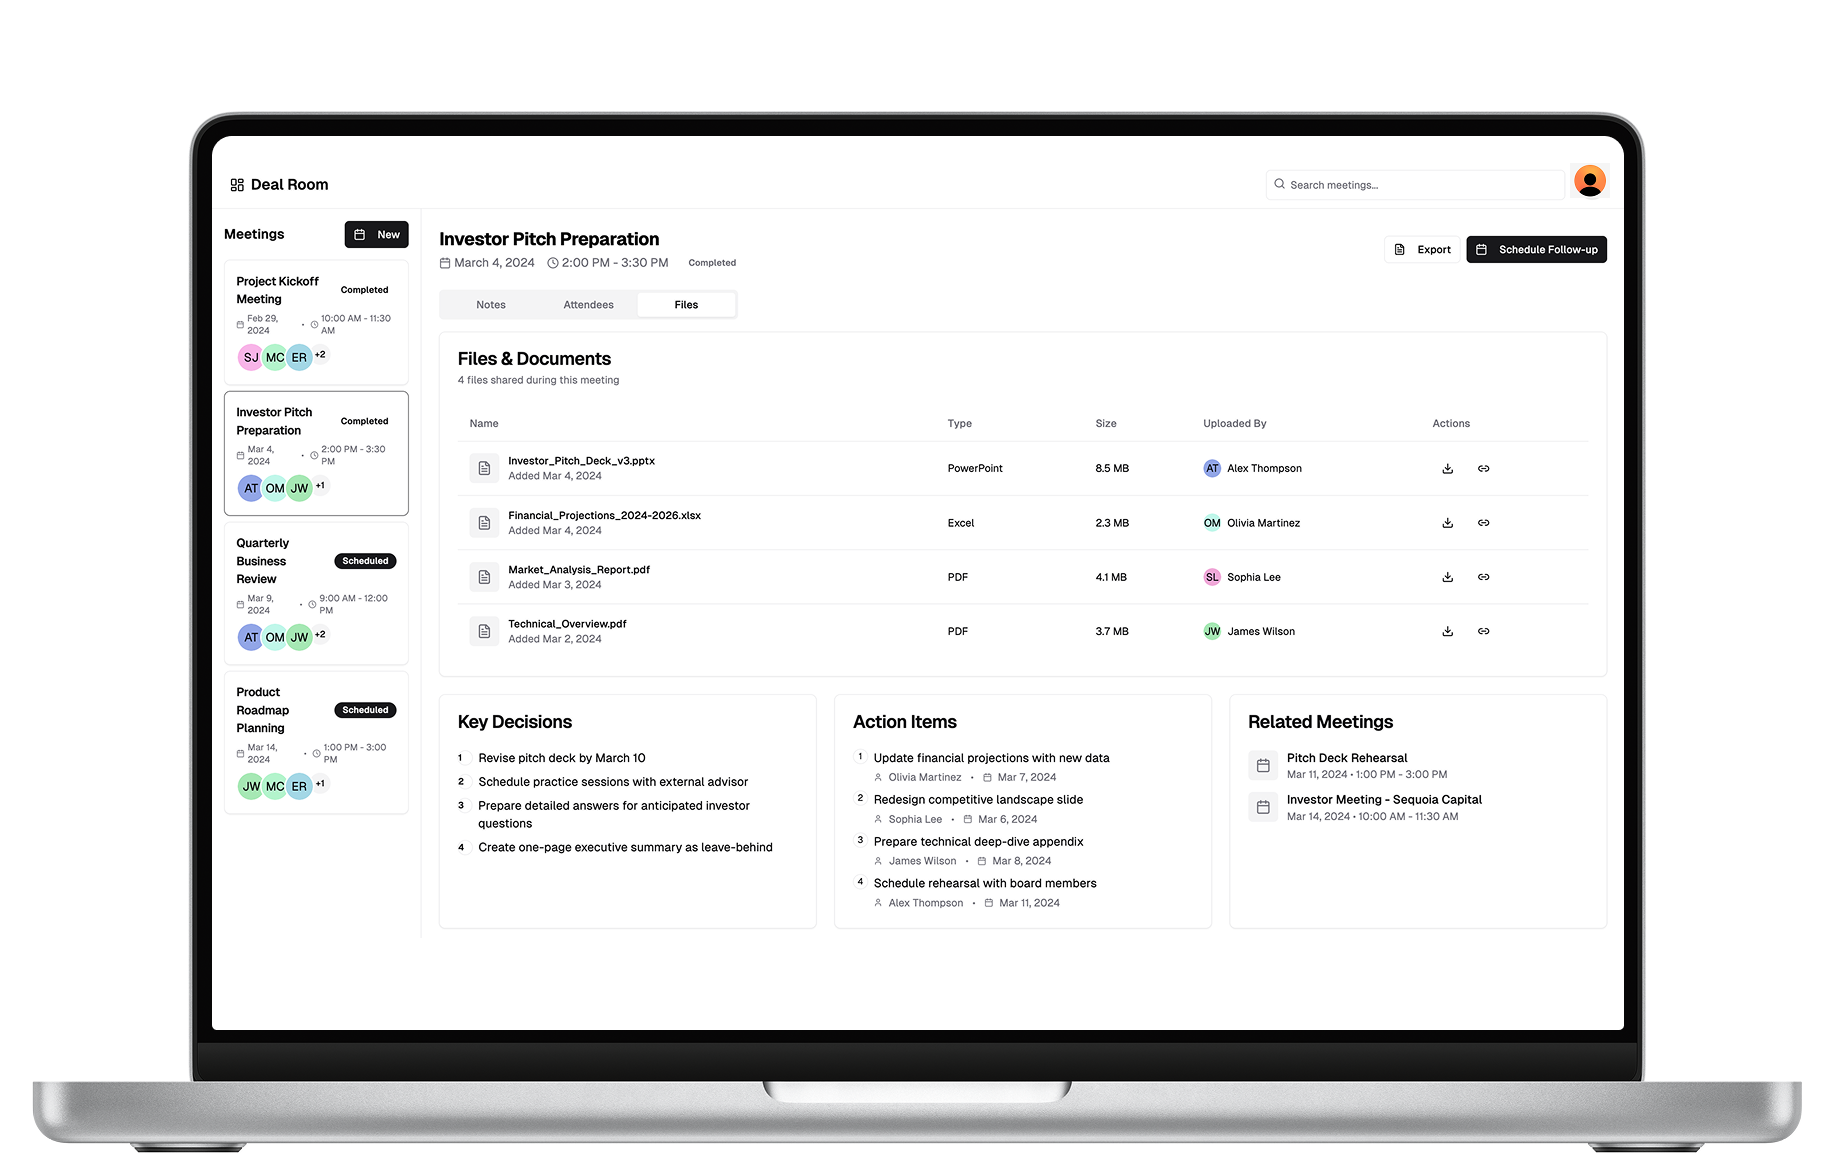 Deal Room
Search meetings...
Meetings
New
Project Kickoff
Meeting
Completed
Feb 29,
2024
•
10:00 AM - 11:30
AM
SJ
MC
ER
+2
Investor Pitch
Preparation
Completed
Mar 4,
2024
•
2:00 PM - 3:30
PM
AT
OM
JW
+1
Quarterly
Business
Review
Scheduled
Mar 9,
2024
•
9:00 AM - 12:00
PM
AT
OM
JW
+2
Product
Roadmap
Planning
Scheduled
Mar 14,
2024
•
1:00 PM - 3:00
PM
JW
MC
ER
+1
Investor Pitch Preparation
March 4, 2024
2:00 PM - 3:30 PM
Completed
Export
Schedule Follow-up
Notes
Attendees
Files
Files & Documents
4 files shared during this meeting
Name
Type
Size
Uploaded By
Actions
Investor_Pitch_Deck_v3.pptx
Added Mar 4, 2024
PowerPoint
8.5 MB
AT
Alex Thompson
Financial_Projections_2024-2026.xlsx
Added Mar 4, 2024
Excel
2.3 MB
OM
Olivia Martinez
Market_Analysis_Report.pdf
Added Mar 3, 2024
PDF
4.1 MB
SL
Sophia Lee
Technical_Overview.pdf
Added Mar 2, 2024
PDF
3.7 MB
JW
James Wilson
Key Decisions
1 Revise pitch deck by March 10
2 Schedule practice sessions with external advisor
3 Prepare detailed answers for anticipated investor
questions
4 Create one-page executive summary as leave-behind
Action Items
1 Update financial projections with new data
Olivia Martinez • Mar 7, 2024
2 Redesign competitive landscape slide
Sophia Lee • Mar 6, 2024
3 Prepare technical deep-dive appendix
James Wilson • Mar 8, 2024
4 Schedule rehearsal with board members
Alex Thompson • Mar 11, 2024
Related Meetings
Pitch Deck Rehearsal
Mar 11, 2024 • 1:00 PM - 3:00 PM
Investor Meeting - Sequoia Capital
Mar 14, 2024 • 10:00 AM - 11:30 AM